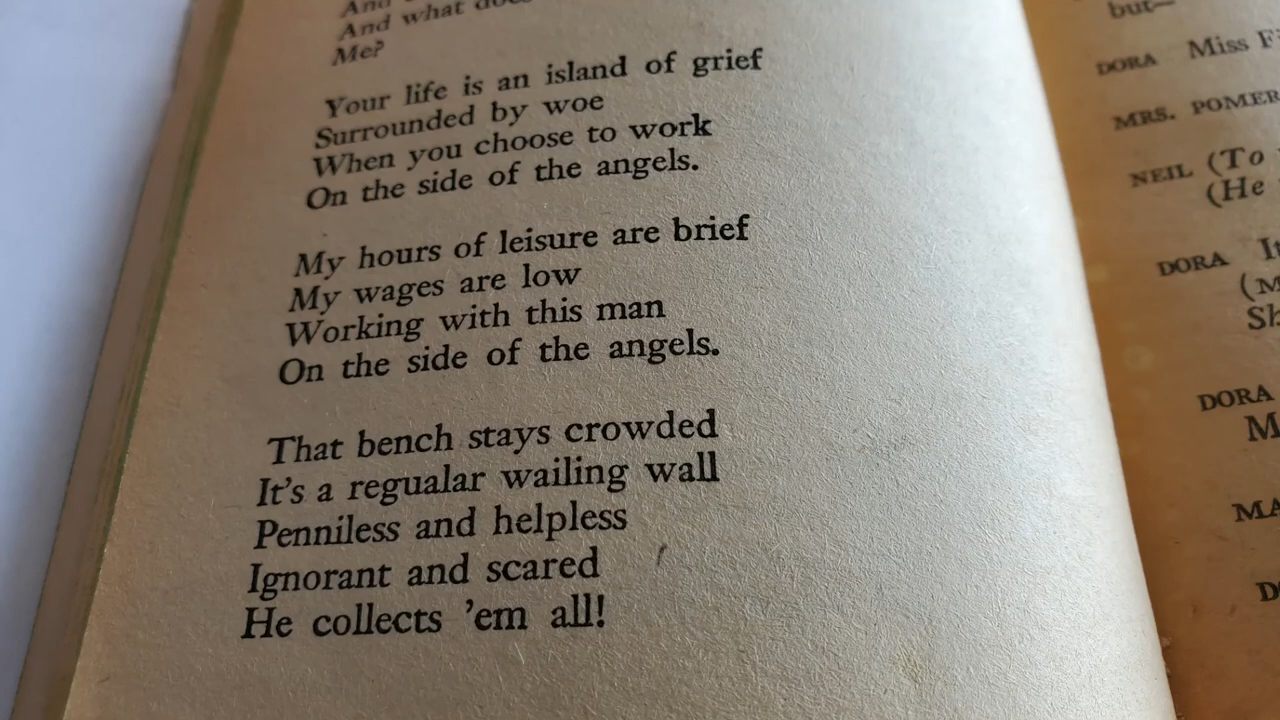 And what does
Me?
Your life is an island of grief
Surrounded by woe
When you choose to work
On the side of the angels.
My hours of leisure are brief
My wages are low
Working with this man
On the side of the angels.
That bench stays crowded
It's a regualar wailing wall
Penniless and helpless
Ignorant and scared
He collects 'em all!
but—
DORA Miss
MRS.
NEIL (To
(He
DORA
DORA